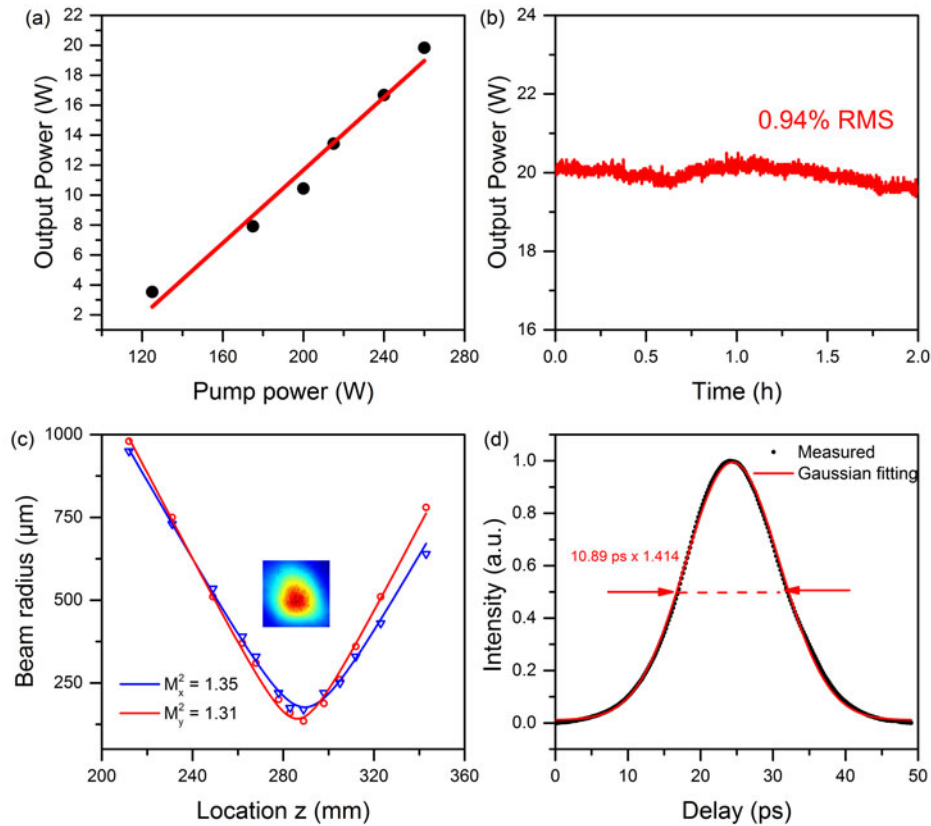 (a)
22
20
18
16
14
12
10
8
6
4
2
Output Power (W)
120 160 200 240 280
Pump power (W)
(b)
24
22
20
18
16
Output Power (W)
0.94% RMS
0.0 0.5 1.0 1.5 2.0
Time (h)
(c)
1000
750
500
250
Beam radius (μm)
M²x = 1.35
M²y = 1.31
200 240 280 320 360
Location z (mm)
(d)
Measured
Gaussian fitting
1.0
0.8
0.6
0.4
0.2
0.0
Intensity (a.u.)
10.89 ps x 1.414
0 10 20 30 40 50
Delay (ps)